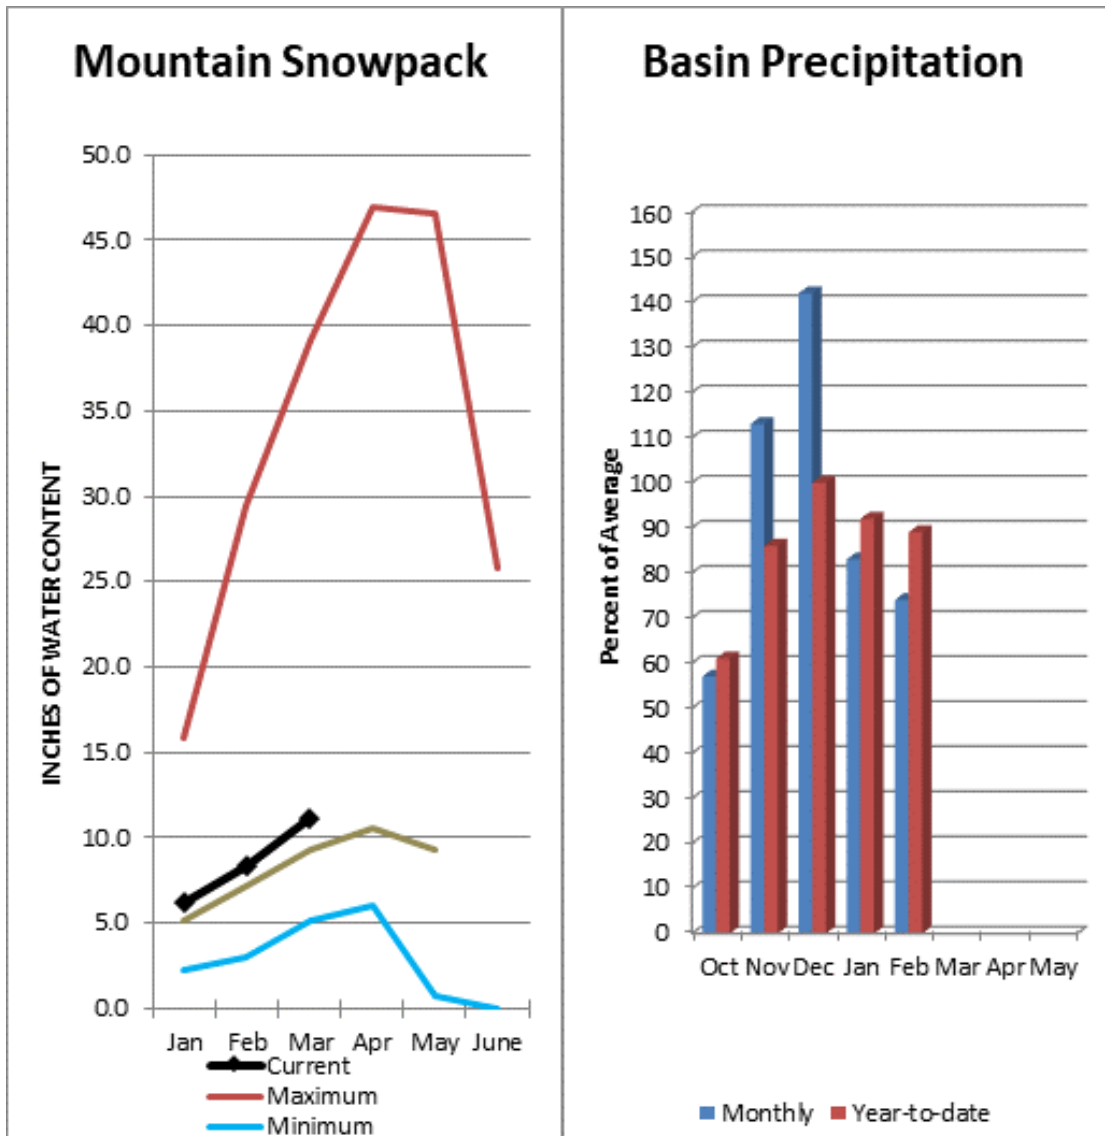 Mountain Snowpack
50.0
45.0
40.0
35.0
30.0
25.0
20.0
15.0
10.0
5.0
0.0
INCHES OF WATER CONTENT
Jan Feb Mar Apr May June
Current
Maximum
Minimum
Basin Precipitation
160
150
140
130
120
110
100
90
80
70
60
50
40
30
20
10
0
Percent of Average
Oct Nov Dec Jan Feb Mar Apr May
Monthly Year-to-date